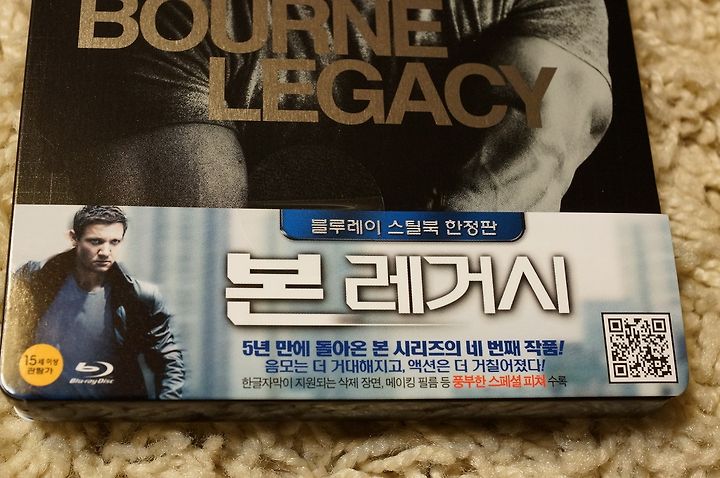 BOURNE
LEGACY
블루레이 스틸북 한정판
본 레거시
5년 만에 돌아온 본 시리즈의 네 번째 작품!
음모는 더 거대해지고, 액션은 더 거칠어졌다!
한글자막이 지원되는 삭제 장면, 메이킹 필름 등 풍부한 스페셜 피쳐 수록
15세이상
관람가
Blu-ray Disc